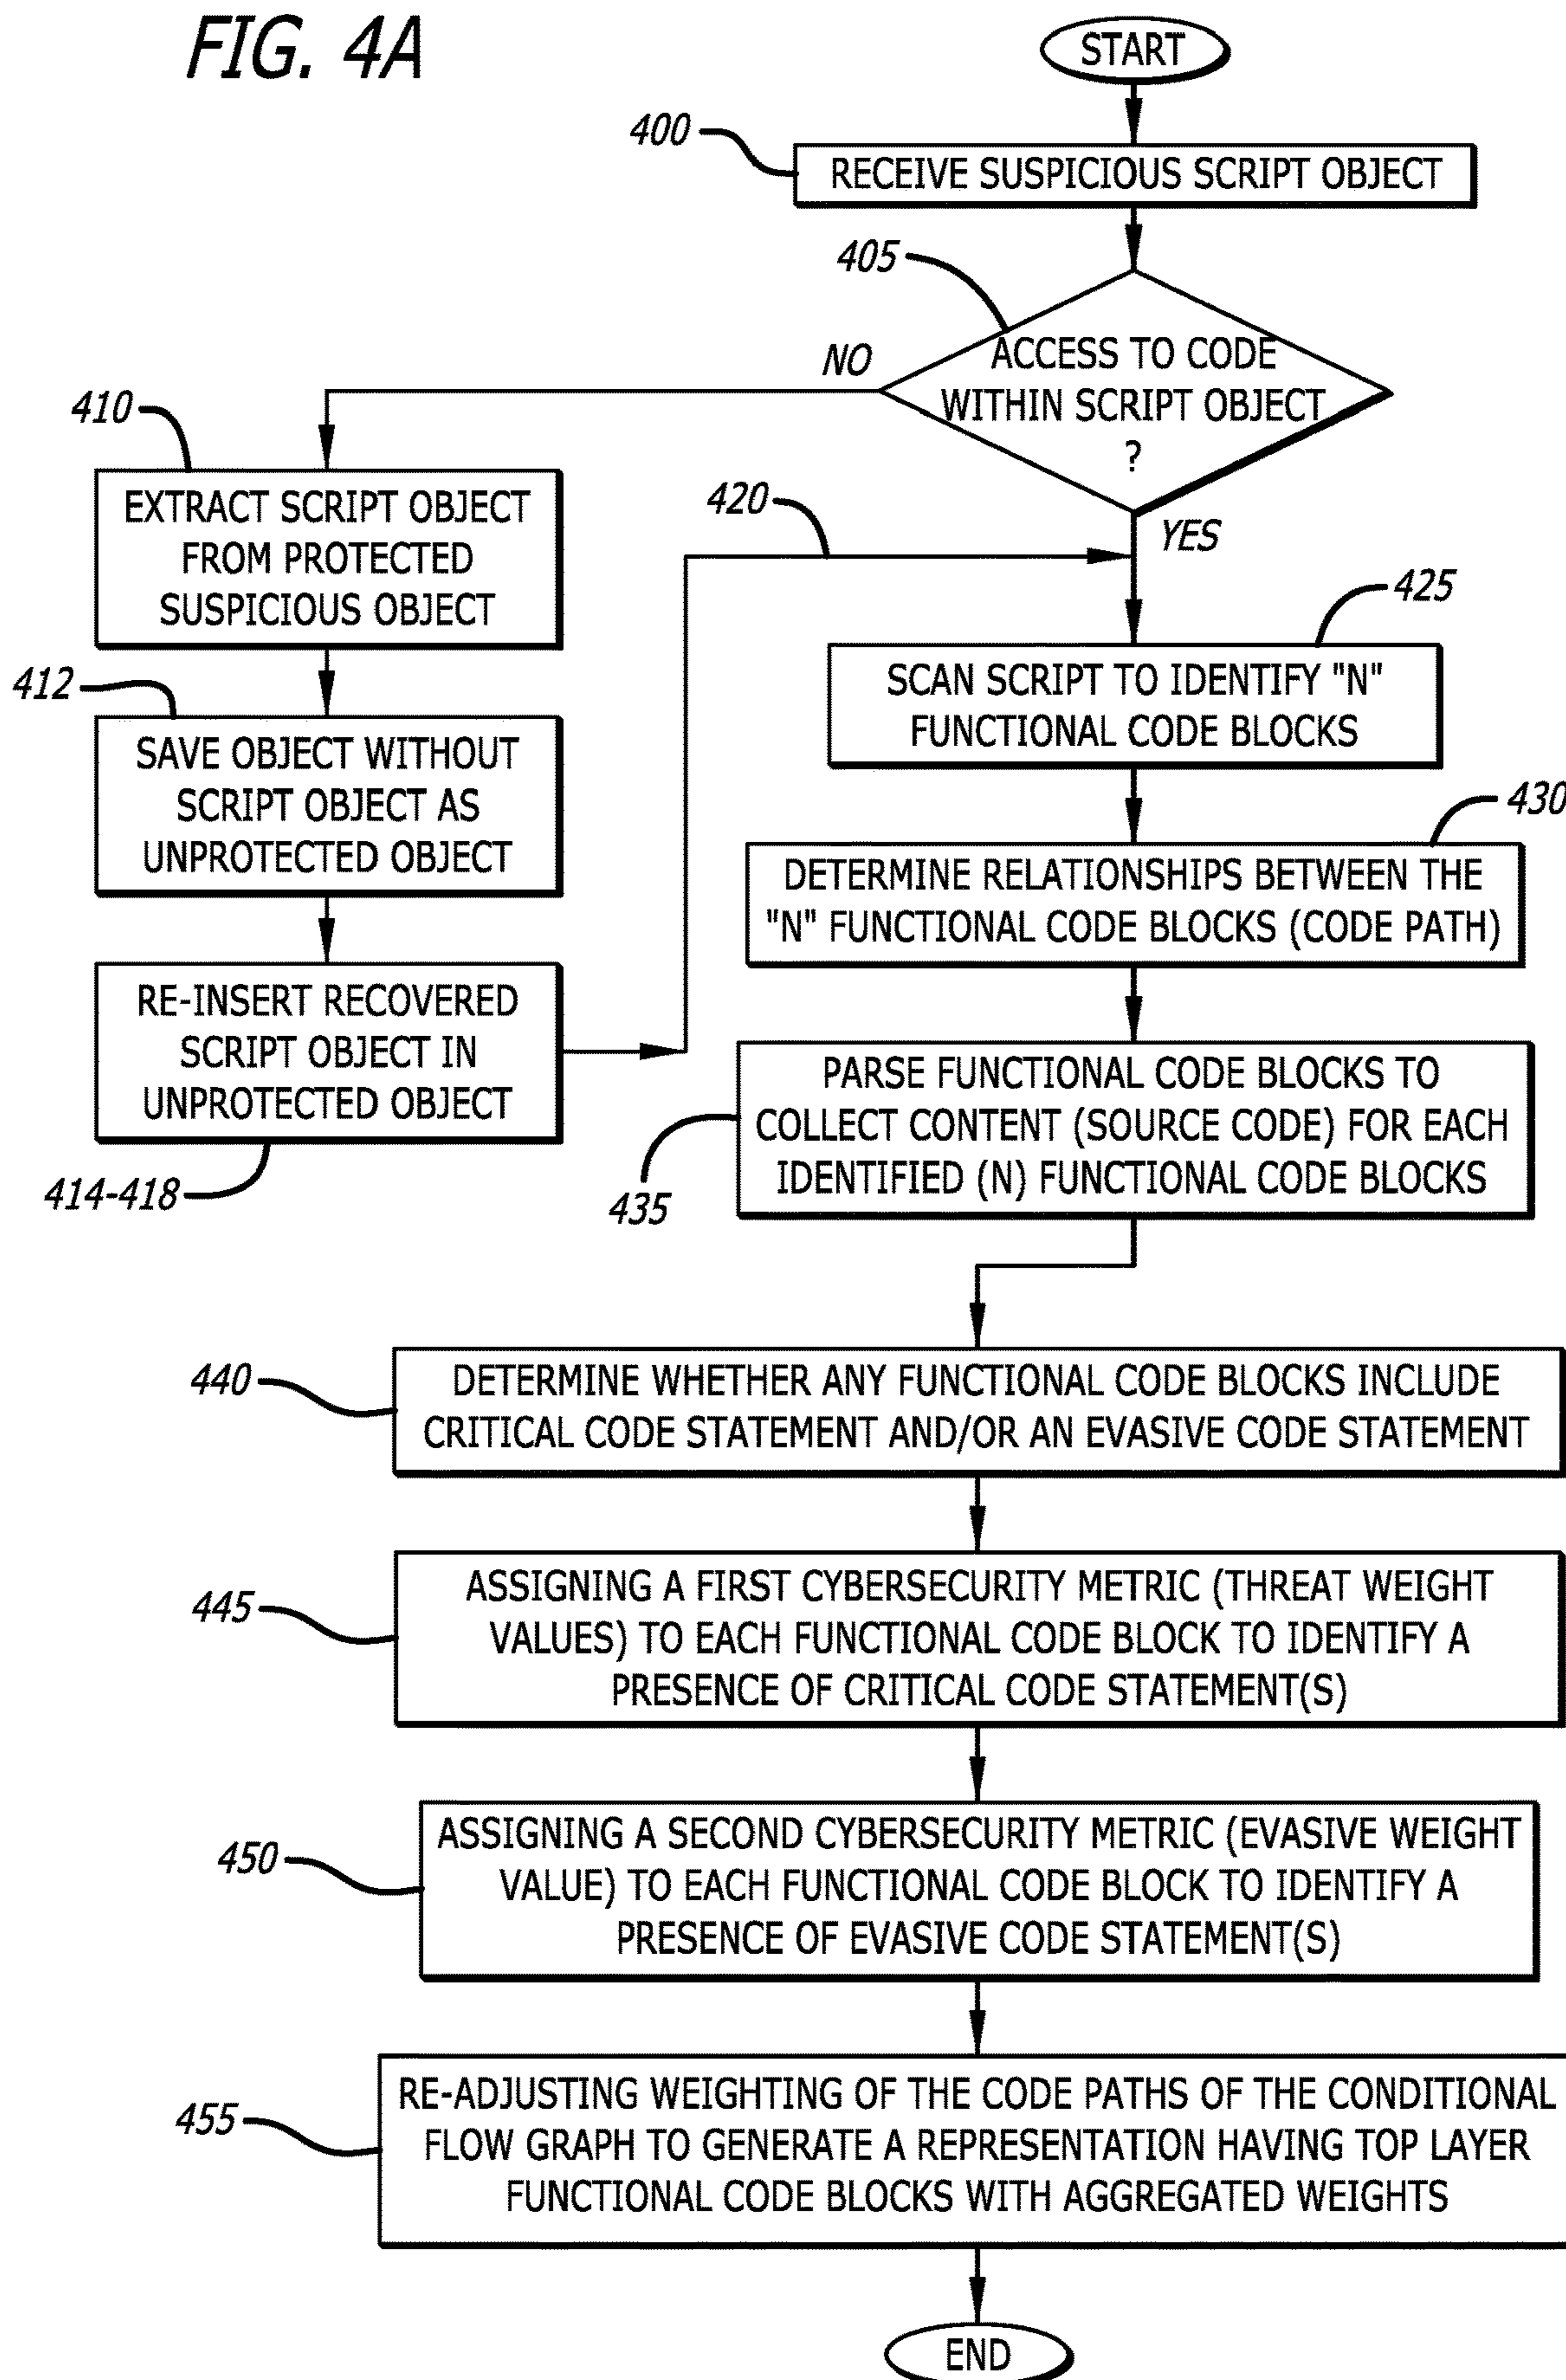 FIG. 4A
START
400
RECEIVE SUSPICIOUS SCRIPT OBJECT
405
ACCESS TO CODE
WITHIN SCRIPT OBJECT
?
NO
YES
410
EXTRACT SCRIPT OBJECT
FROM PROTECTED
SUSPICIOUS OBJECT
412
SAVE OBJECT WITHOUT
SCRIPT OBJECT AS
UNPROTECTED OBJECT
RE-INSERT RECOVERED
SCRIPT OBJECT IN
UNPROTECTED OBJECT
414-418
420
425
SCAN SCRIPT TO IDENTIFY "N"
FUNCTIONAL CODE BLOCKS
430
DETERMINE RELATIONSHIPS BETWEEN THE
"N" FUNCTIONAL CODE BLOCKS (CODE PATH)
PARSE FUNCTIONAL CODE BLOCKS TO
COLLECT CONTENT (SOURCE CODE) FOR EACH
IDENTIFIED (N) FUNCTIONAL CODE BLOCKS
435
440
DETERMINE WHETHER ANY FUNCTIONAL CODE BLOCKS INCLUDE
CRITICAL CODE STATEMENT AND/OR AN EVASIVE CODE STATEMENT
445
ASSIGNING A FIRST CYBERSECURITY METRIC (THREAT WEIGHT
VALUES) TO EACH FUNCTIONAL CODE BLOCK TO IDENTIFY A
PRESENCE OF CRITICAL CODE STATEMENT(S)
450
ASSIGNING A SECOND CYBERSECURITY METRIC (EVASIVE WEIGHT
VALUE) TO EACH FUNCTIONAL CODE BLOCK TO IDENTIFY A
PRESENCE OF EVASIVE CODE STATEMENT(S)
455
RE-ADJUSTING WEIGHTING OF THE CODE PATHS OF THE CONDITIONAL
FLOW GRAPH TO GENERATE A REPRESENTATION HAVING TOP LAYER
FUNCTIONAL CODE BLOCKS WITH AGGREGATED WEIGHTS
END